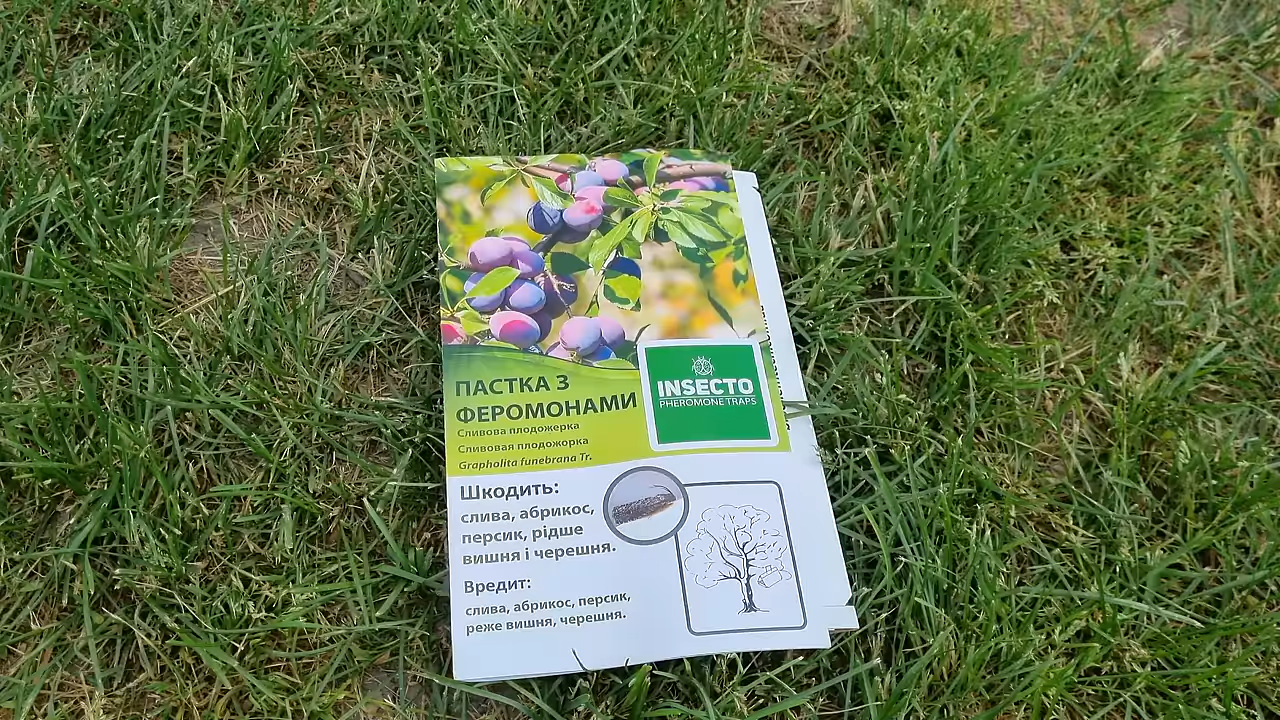 ПАСТКА З
ФЕРОМОНАМИ
Сливова плодожерка
Сливовая плодожорка
Grapholita funebrana Tr.
INSECTO
PHEROMONE TRAPS
Шкодить:
слива, абрикос,
персик, рідше
вишня і черешня.
Вредит:
слива, абрикос, персик,
реже вишня, черешня.